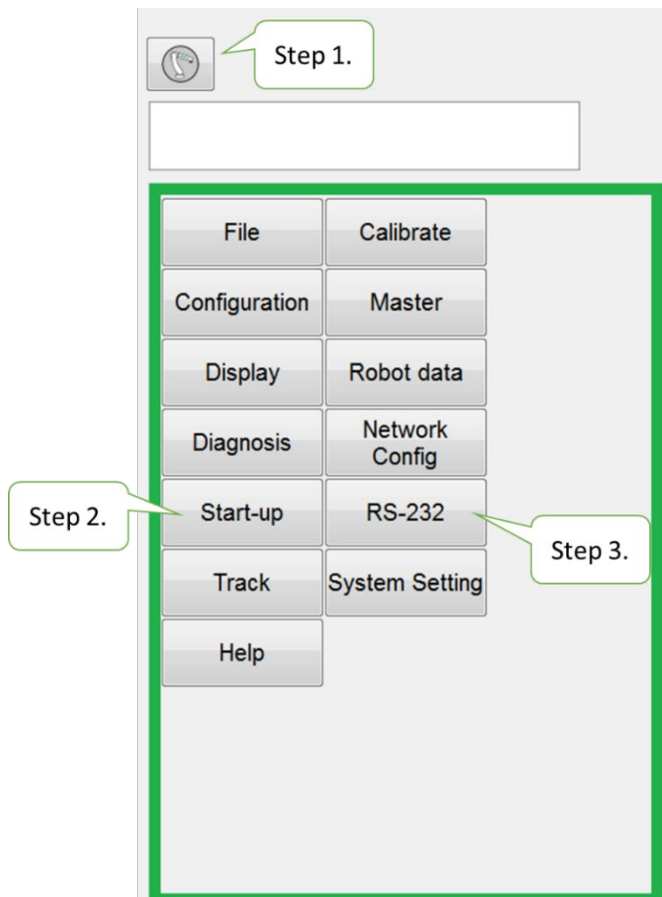 Step 1.
File
Calibrate
Configuration
Master
Display
Robot data
Diagnosis
Network
Config
Step 2.
Start-up
RS-232
Step 3.
Track
System Setting
Help